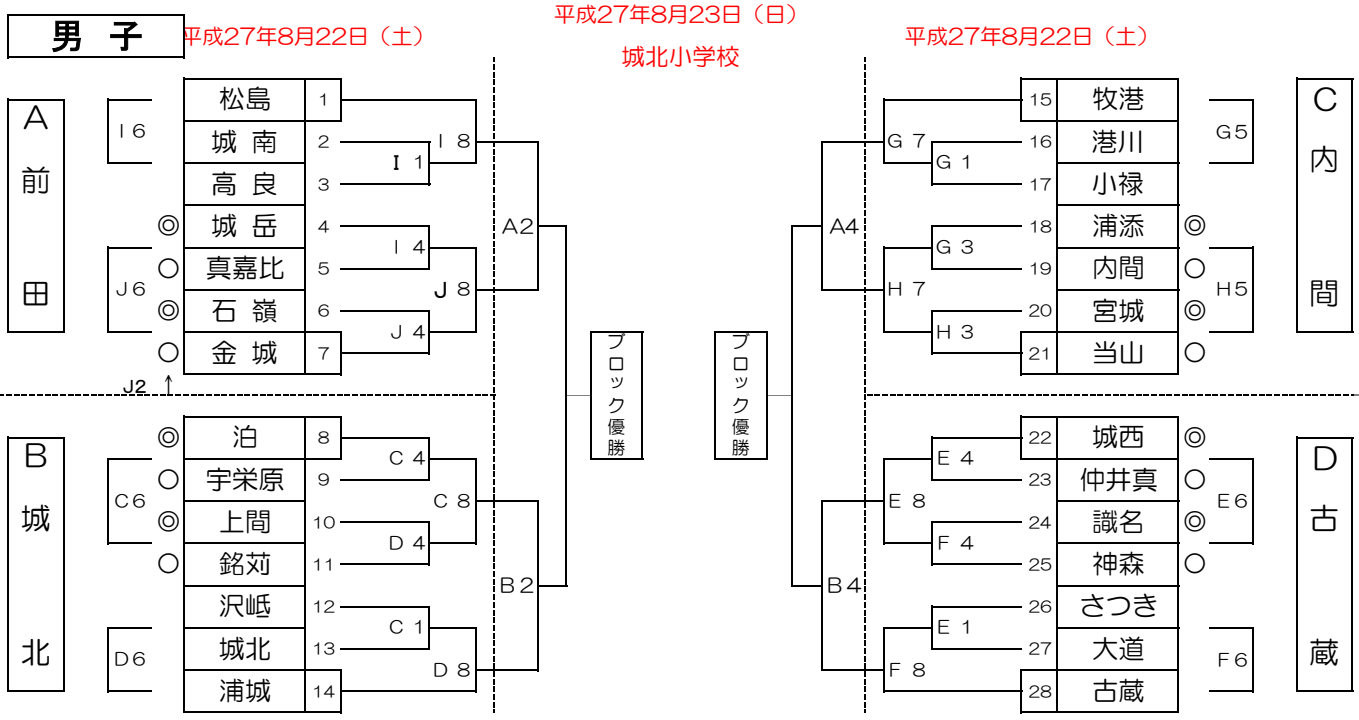 男 子
平成27年8月22日（土）
平成27年8月23日（日）
城北小学校
平成27年8月22日（土）
A前田
I 6
J 6
松島 1
城 南 2
高 良 3
◎ 城 岳 4
○ 真嘉比 5
◎ 石 嶺 6
○ 金 城 7
J2 ↑
I 1
I 8
I 4
J 8
J 4
A2
B城北
C6
D6
◎ 泊 8
○ 宇栄原 9
◎ 上間 10
○ 銘苅 11
沢岻 12
城北 13
浦城 14
C 4
C 8
D 4
C 1
D 8
B2
ブロック優勝
ブロック優勝
A4
G 7
G 1
G 3
H 7
H 3
15 牧港
16 港川
17 小禄
18 浦添 ◎
19 内間 ○
20 宮城 ◎
21 当山 ○
G5
H5
C内間
B4
E 4
E 8
F 4
E 1
F 8
22 城西 ◎
23 仲井真 ○
24 識名 ◎
25 神森 ○
26 さつき
27 大道
28 古蔵
E6
F6
D古蔵